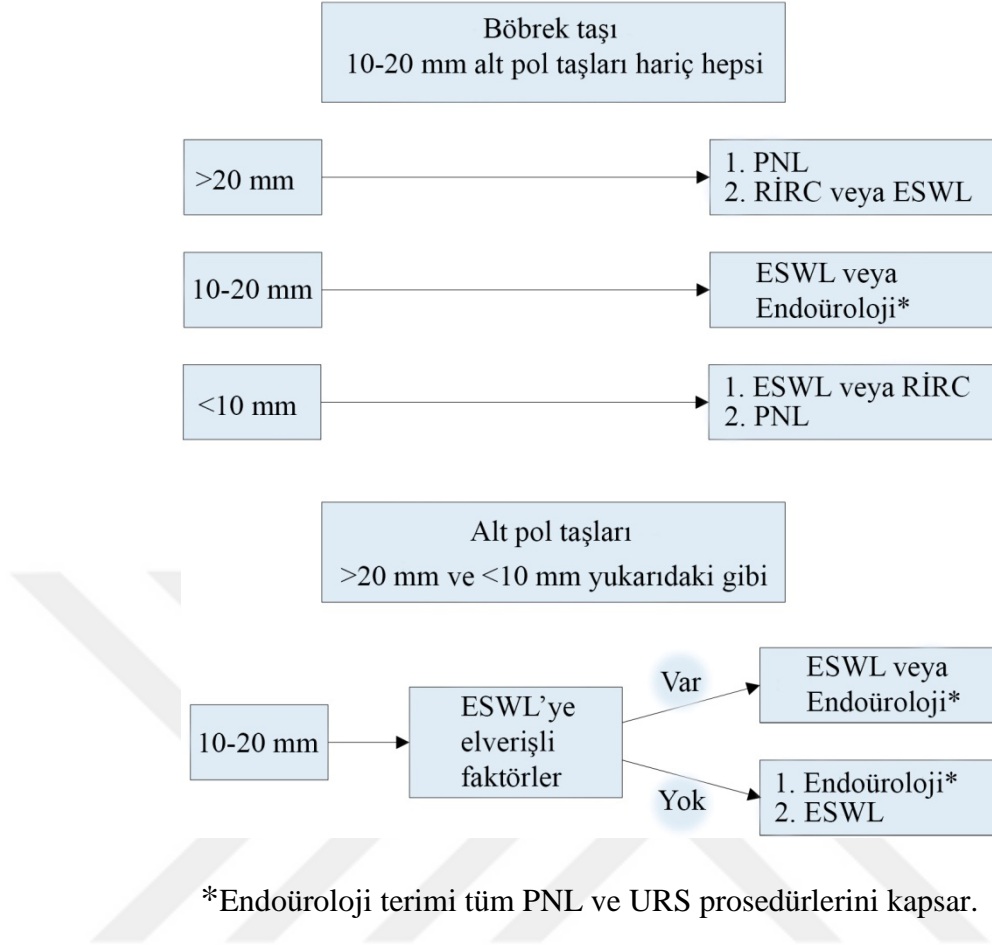 Böbrek taşı
10-20 mm alt pol taşları hariç hepsi
>20 mm
1. PNL
2. RİRC veya ESWL
10-20 mm
ESWL veya
Endoüroloji*
<10 mm
1. ESWL veya RİRC
2. PNL
Alt pol taşları
>20 mm ve <10 mm yukarıdaki gibi
10-20 mm
ESWL’ye
elverişli
faktörler
Var
ESWL veya
Endoüroloji*
Yok
1. Endoüroloji*
2. ESWL
*Endoüroloji terimi tüm PNL ve URS prosedürlerini kapsar.